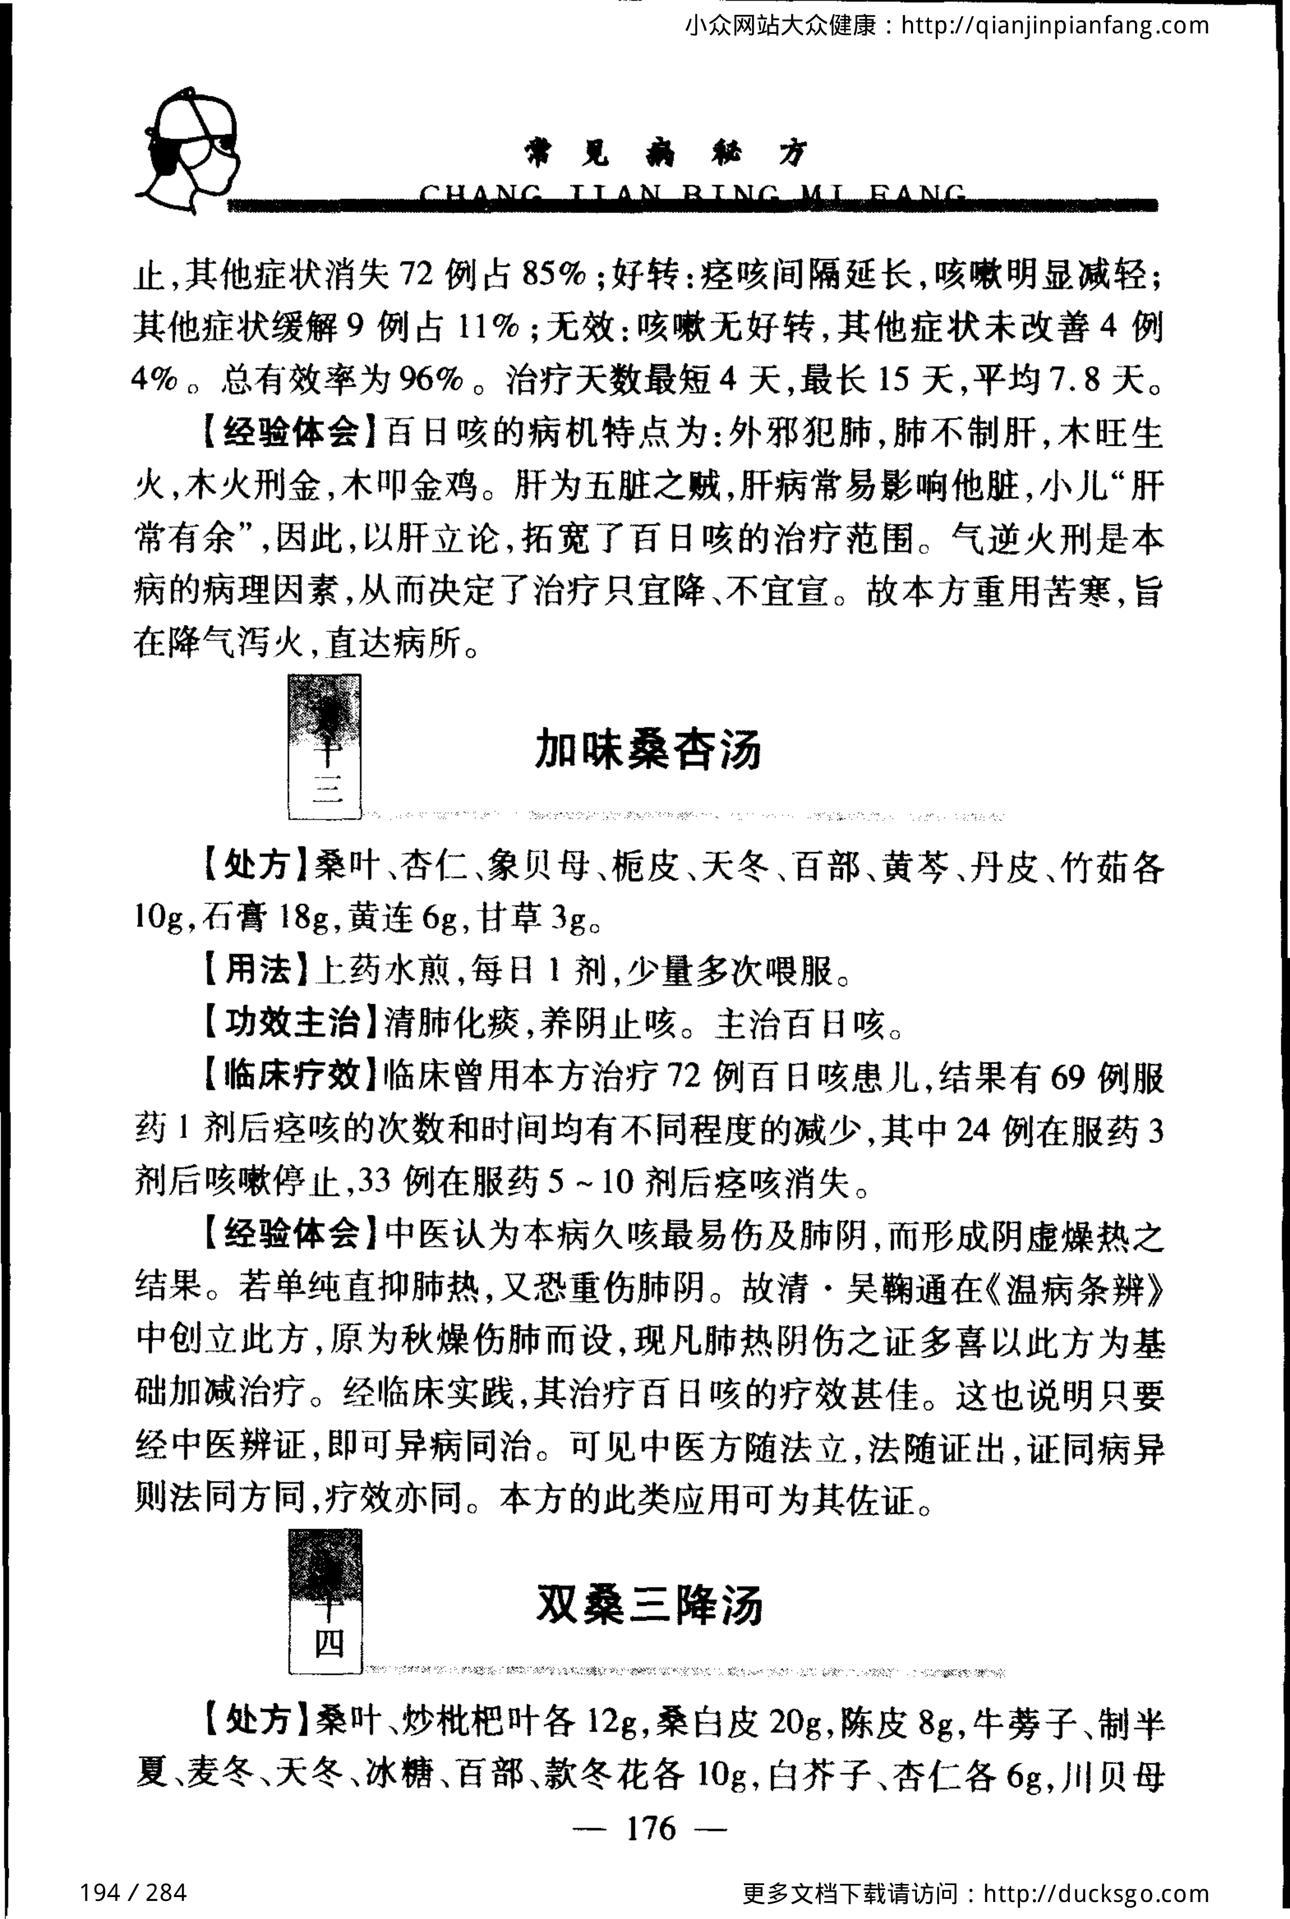 小众网站大众健康：http://qianjinpianfang.com
常见病秘方
CHANG JIAN BING MI FANG
止,其他症状消失 72 例占 85%;好转:痉咳间隔延长,咳嗽明显减轻;
其他症状缓解 9 例占 11%;无效:咳嗽无好转,其他症状未改善 4 例
4%。总有效率为 96%。治疗天数最短 4 天,最长 15 天,平均 7.8 天。
【经验体会】百日咳的病机特点为:外邪犯肺,肺不制肝,木旺生
火,木火刑金,木叩金鸡。肝为五脏之贼,肝病常易影响他脏,小儿“肝
常有余”,因此,以肝立论,拓宽了百日咳的治疗范围。气逆火刑是本
病的病理因素,从而决定了治疗只宜降、不宜宣。故本方重用苦寒,旨
在降气泻火,直达病所。
十三
加味桑杏汤
【处方】桑叶、杏仁、象贝母、栀皮、天冬、百部、黄芩、丹皮、竹茹各
10g,石膏 18g,黄连 6g,甘草 3g。
【用法】上药水煎,每日 1 剂,少量多次喂服。
【功效主治】清肺化痰,养阴止咳。主治百日咳。
【临床疗效】临床曾用本方治疗 72 例百日咳患儿,结果有 69 例服
药 1 剂后痉咳的次数和时间均有不同程度的减少,其中 24 例在服药 3
剂后咳嗽停止,33 例在服药 5 ~ 10 剂后痉咳消失。
【经验体会】中医认为本病久咳最易伤及肺阴,而形成阴虚燥热之
结果。若单纯直抑肺热,又恐重伤肺阴。故清·吴鞠通在《温病条辨》
中创立此方,原为秋燥伤肺而设,现凡肺热阴伤之证多喜以此方为基
础加减治疗。经临床实践,其治疗百日咳的疗效甚佳。这也说明只要
经中医辨证,即可异病同治。可见中医方随法立,法随证出,证同病异
则法同方同,疗效亦同。本方的此类应用可为其佐证。
十四
双桑三降汤
【处方】桑叶、炒枇杷叶各 12g,桑白皮 20g,陈皮 8g,牛蒡子、制半
夏、麦冬、天冬、冰糖、百部、款冬花各 10g,白芥子、杏仁各 6g,川贝母
— 176 —
194 / 284
更多文档下载请访问：http://ducksgo.com